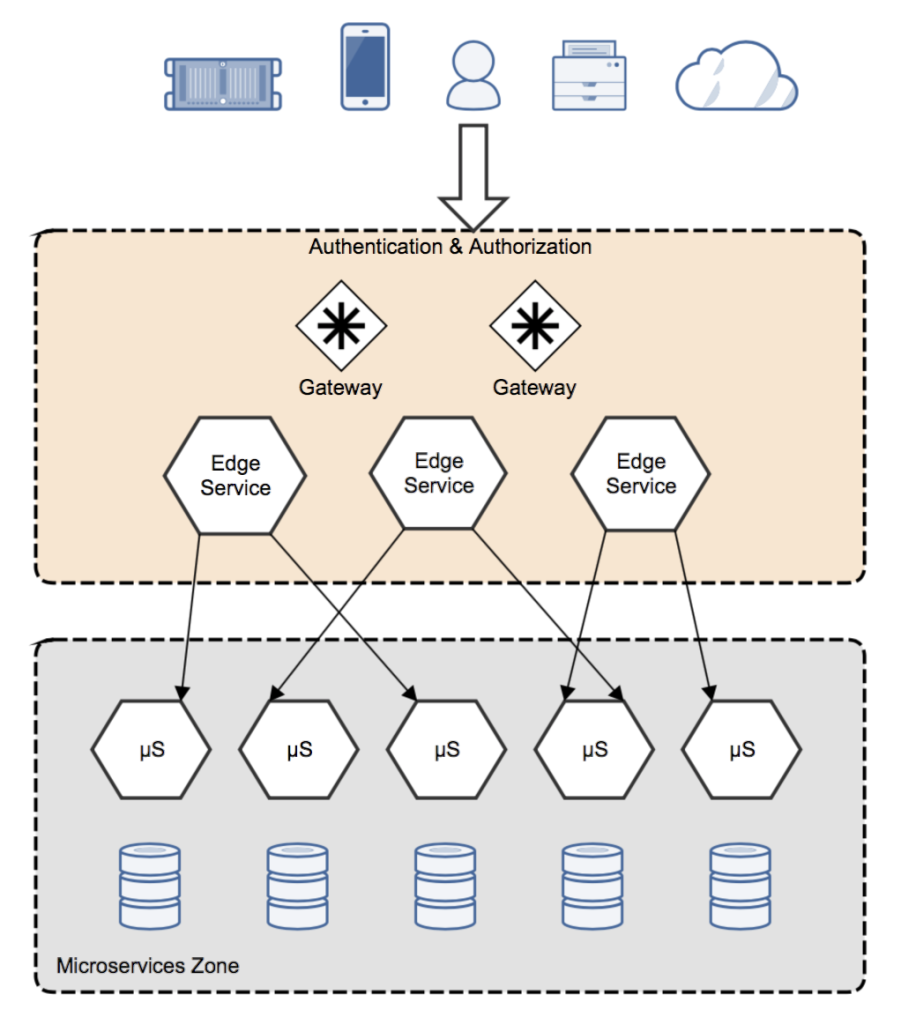 Authentication & Authorization
Gateway
Gateway
Edge
Service
Edge
Service
Edge
Service
µS
µS
µS
µS
µS
Microservices Zone